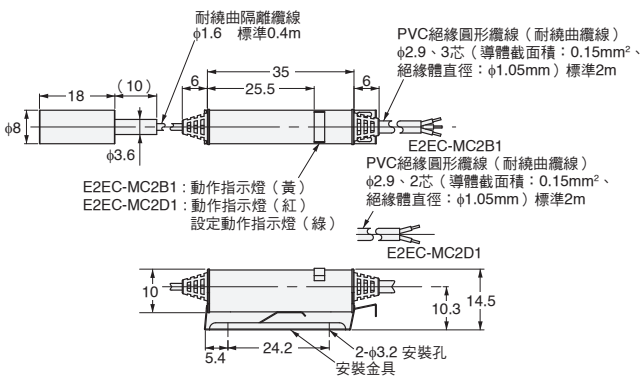 耐繞曲隔離纜線
φ1.6 標準0.4m
PVC絕緣圓形纜線（耐繞曲纜線）
φ2.9、3芯（導體截面積：0.15mm²、
絕緣體直徑：φ1.05mm）標準2m
35
18
(10)
6
25.5
6
φ8
φ3.6
E2EC-MC2B1
E2EC-MC2B1：動作指示燈（黃）
E2EC-MC2D1：動作指示燈（紅）
設定動作指示燈（綠）
PVC絕緣圓形纜線（耐繞曲纜線）
φ2.9、2芯（導體截面積：0.15mm²、
絕緣體直徑：φ1.05mm）標準2m
E2EC-MC2D1
10
10.3
14.5
5.4
24.2
2-φ3.2 安裝孔
安裝金具